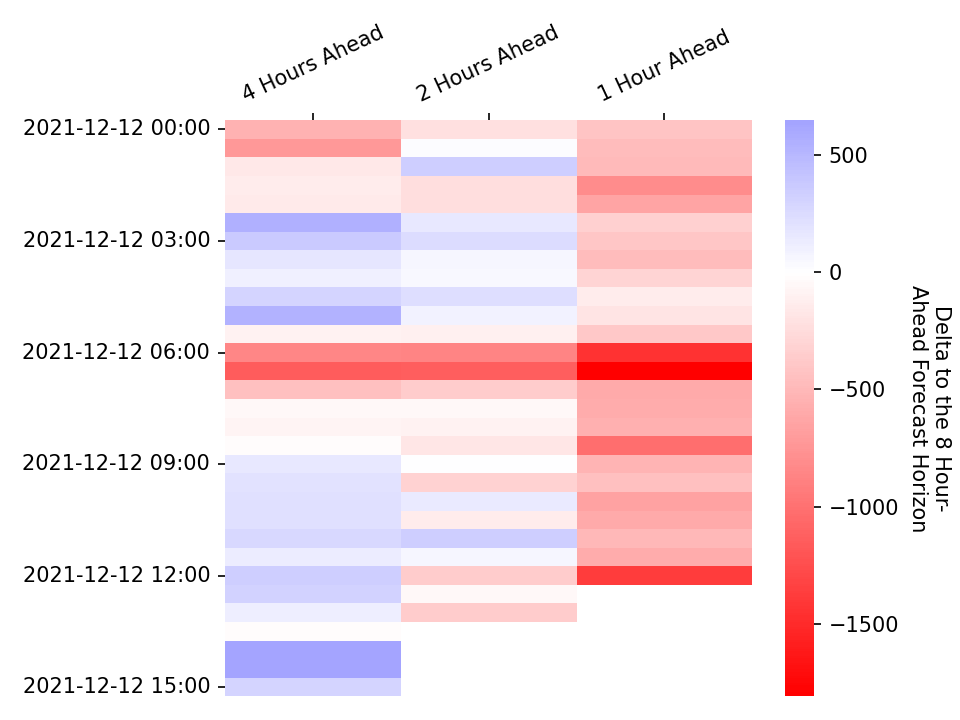 4 Hours Ahead
2 Hours Ahead
1 Hour Ahead
2021-12-12 00:00
2021-12-12 03:00
2021-12-12 06:00
2021-12-12 09:00
2021-12-12 12:00
2021-12-12 15:00
500
0
−500
−1000
−1500
Delta to the 8 Hour-
Ahead Forecast Horizon